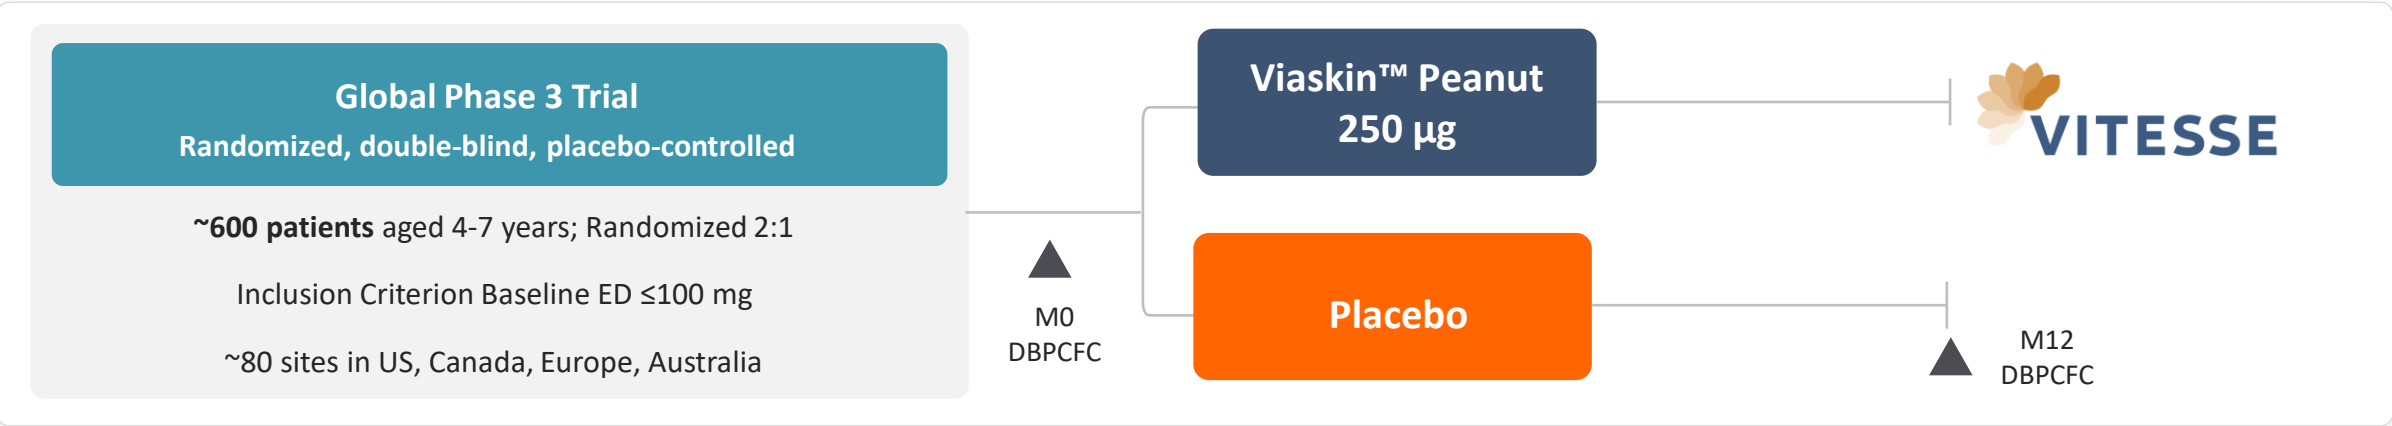 Global Phase 3 Trial
Randomized, double-blind, placebo-controlled
~600 patients aged 4-7 years; Randomized 2:1
Inclusion Criterion Baseline ED ≤100 mg
~80 sites in US, Canada, Europe, Australia
M0
DBPCFC
Viaskin™ Peanut
250 µg
Placebo
VITESSE
M12
DBPCFC